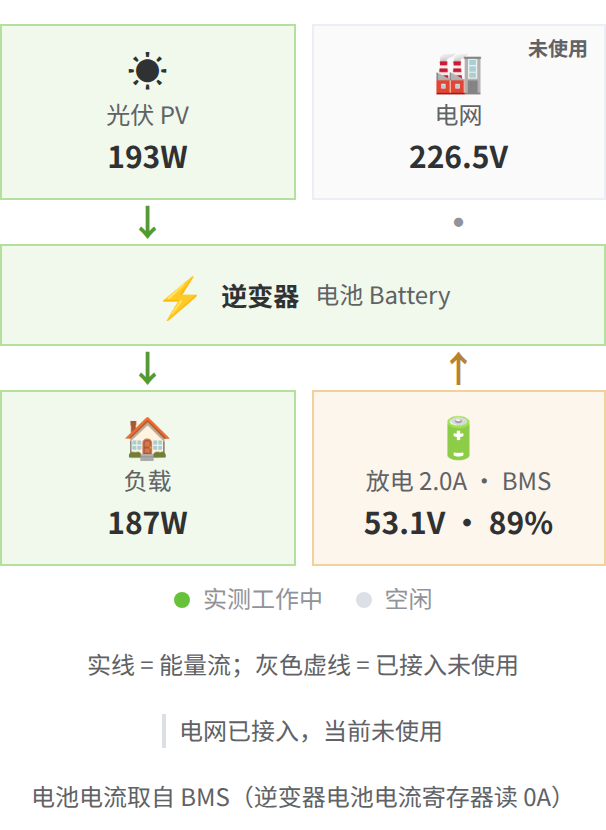 未使用
光伏 PV
193W
电网
226.5V
逆变器 电池 Battery
负载
187W
放电 2.0A · BMS
53.1V · 89%
实测工作中 空闲
实线 = 能量流；灰色虚线 = 已接入未使用
电网已接入，当前未使用
电池电流取自 BMS（逆变器电池电流寄存器读 0A）